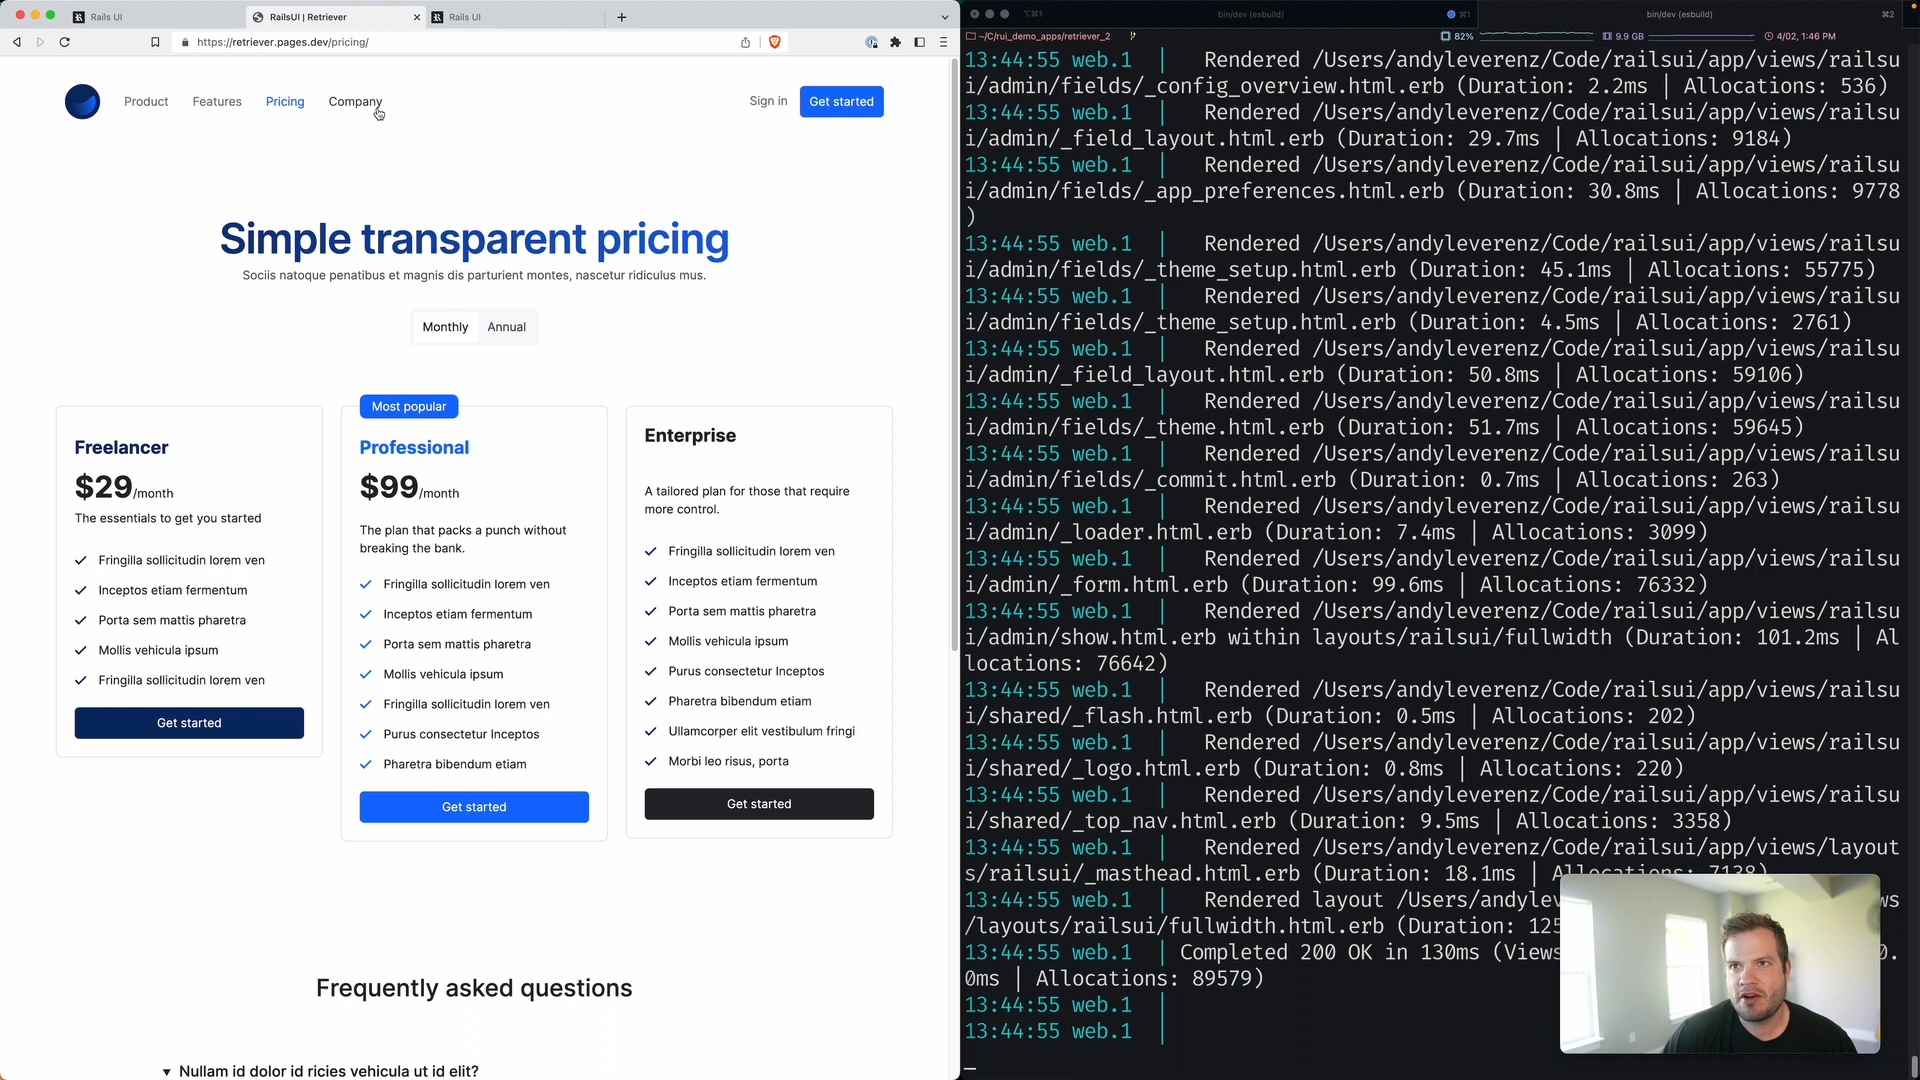 Rails UI
RailsUI | Retriever
Rails UI
https://retriever.pages.dev/pricing/
Product
Features
Pricing
Company
Sign in
Get started
Simple transparent pricing
Sociis natoque penatibus et magnis dis parturient montes, nascetur ridiculus mus.
Monthly
Annual
Freelancer
$29/month
The essentials to get you started
Fringilla sollicitudin lorem ven
Inceptos etiam fermentum
Porta sem mattis pharetra
Mollis vehicula ipsum
Fringilla sollicitudin lorem ven
Get started
Most popular
Professional
$99/month
The plan that packs a punch without
breaking the bank.
Fringilla sollicitudin lorem ven
Inceptos etiam fermentum
Porta sem mattis pharetra
Mollis vehicula ipsum
Fringilla sollicitudin lorem ven
Purus consectetur Inceptos
Pharetra bibendum etiam
Get started
Enterprise
A tailored plan for those that require
more control.
Fringilla sollicitudin lorem ven
Inceptos etiam fermentum
Porta sem mattis pharetra
Mollis vehicula ipsum
Purus consectetur Inceptos
Pharetra bibendum etiam
Ullamcorper elit vestibulum fringi
Morbi leo risus, porta
Get started
Frequently asked questions
▼ Nullam id dolor id ricies vehicula ut id elit?
⌥⌘1
bin/dev (esbuild)
⌘1
bin/dev (esbuild)
⌘2
~/C/rui_demo_apps/retriever_2
82%
9.9 GB
4/02, 1:46 PM
13:44:55 web.1 | Rendered /Users/andyleverenz/Code/railsui/app/views/railsu
i/admin/fields/_config_overview.html.erb (Duration: 2.2ms | Allocations: 536)
13:44:55 web.1 | Rendered /Users/andyleverenz/Code/railsui/app/views/railsu
i/admin/_field_layout.html.erb (Duration: 29.7ms | Allocations: 9184)
13:44:55 web.1 | Rendered /Users/andyleverenz/Code/railsui/app/views/railsu
i/admin/fields/_app_preferences.html.erb (Duration: 30.8ms | Allocations: 9778
)
13:44:55 web.1 | Rendered /Users/andyleverenz/Code/railsui/app/views/railsu
i/admin/fields/_theme_setup.html.erb (Duration: 45.1ms | Allocations: 55775)
13:44:55 web.1 | Rendered /Users/andyleverenz/Code/railsui/app/views/railsu
i/admin/fields/_theme_setup.html.erb (Duration: 4.5ms | Allocations: 2761)
13:44:55 web.1 | Rendered /Users/andyleverenz/Code/railsui/app/views/railsu
i/admin/_field_layout.html.erb (Duration: 50.8ms | Allocations: 59106)
13:44:55 web.1 | Rendered /Users/andyleverenz/Code/railsui/app/views/railsu
i/admin/fields/_theme.html.erb (Duration: 51.7ms | Allocations: 59645)
13:44:55 web.1 | Rendered /Users/andyleverenz/Code/railsui/app/views/railsu
i/admin/fields/_commit.html.erb (Duration: 0.7ms | Allocations: 263)
13:44:55 web.1 | Rendered /Users/andyleverenz/Code/railsui/app/views/railsu
i/admin/_loader.html.erb (Duration: 7.4ms | Allocations: 3099)
13:44:55 web.1 | Rendered /Users/andyleverenz/Code/railsui/app/views/railsu
i/admin/_form.html.erb (Duration: 99.6ms | Allocations: 76332)
13:44:55 web.1 | Rendered /Users/andyleverenz/Code/railsui/app/views/railsu
i/admin/show.html.erb within layouts/railsui/fullwidth (Duration: 101.2ms | Al
locations: 76642)
13:44:55 web.1 | Rendered /Users/andyleverenz/Code/railsui/app/views/railsu
i/shared/_flash.html.erb (Duration: 0.5ms | Allocations: 202)
13:44:55 web.1 | Rendered /Users/andyleverenz/Code/railsui/app/views/railsu
i/shared/_logo.html.erb (Duration: 0.8ms | Allocations: 220)
13:44:55 web.1 | Rendered /Users/andyleverenz/Code/railsui/app/views/railsu
i/shared/_top_nav.html.erb (Duration: 9.5ms | Allocations: 3358)
13:44:55 web.1 | Rendered /Users/andyleverenz/Code/railsui/app/views/layout
s/railsui/_masthead.html.erb (Duration: 18.1ms | Allocations: 7138)
13:44:55 web.1 | Rendered layout /Users/andylev ws
/layouts/railsui/fullwidth.html.erb (Duration: 125
13:44:55 web.1 | Completed 200 OK in 130ms (Views 0.
0ms | Allocations: 89579)
13:44:55 web.1 |
13:44:55 web.1 |